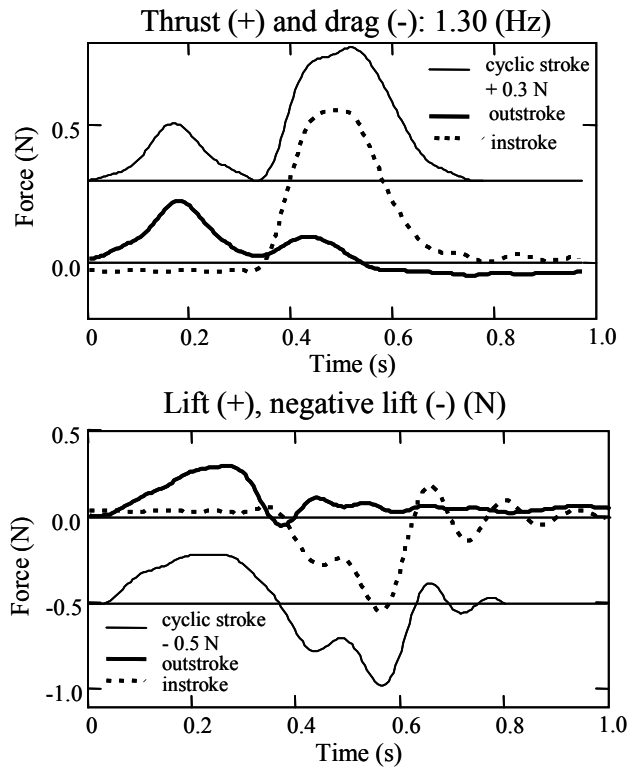 Thrust (+) and drag (-): 1.30 (Hz)
cyclic stroke
+ 0.3 N
outstroke
instroke
0.5
0.0
Force (N)
0 0.2 0.4 0.6 0.8 1.0
Time (s)
Lift (+), negative lift (-) (N)
0.5
0.0
-0.5
-1.0
Force (N)
cyclic stroke
- 0.5 N
outstroke
instroke
0 0.2 0.4 0.6 0.8 1.0
Time (s)